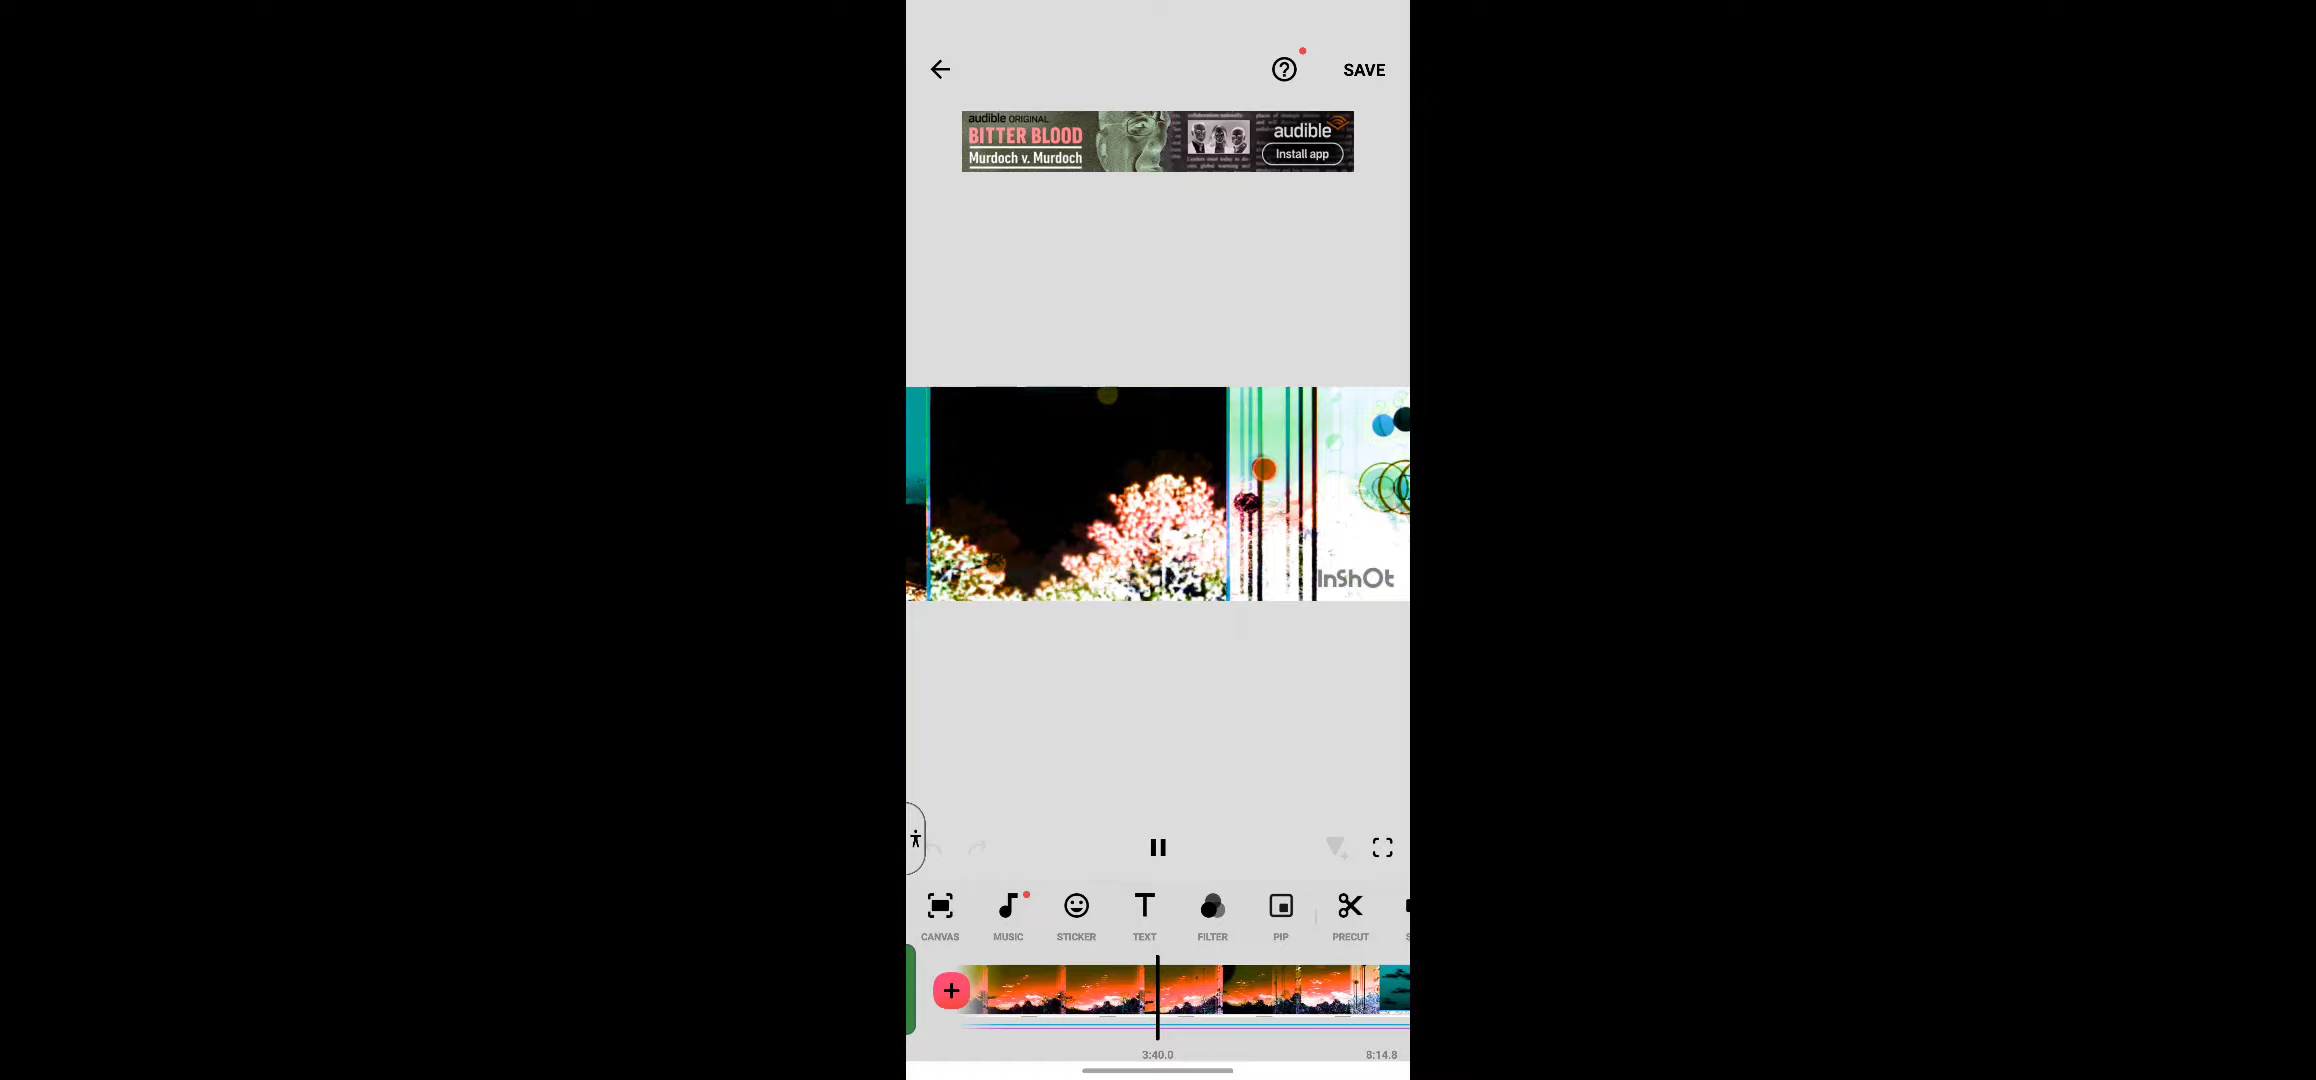 SAVE
audible ORIGINAL
BITTER BLOOD
Murdoch v. Murdoch
audible
Install app
InShOt
CANVAS
MUSIC
STICKER
TEXT
FILTER
PIP
PRECUT
3:40.0
8:14.8